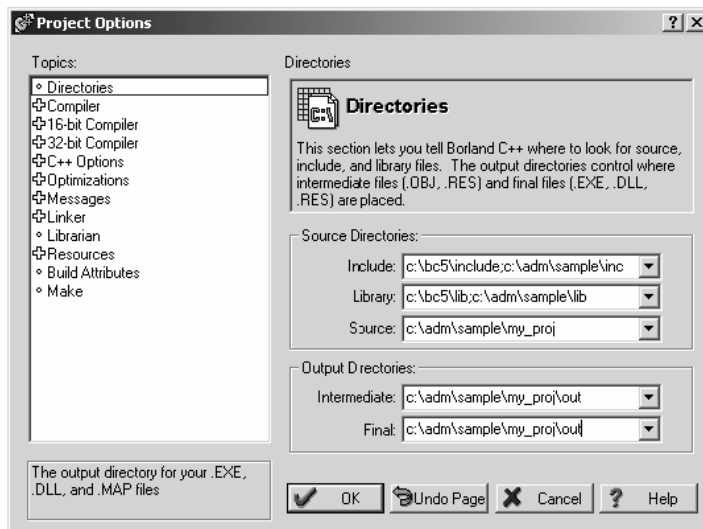 Project Options
Topics:
Directories
Compiler
16-bit Compiler
32-bit Compiler
C++ Options
Optimizations
Messages
Linker
Librarian
Resources
Build Attributes
Make
The output directory for your .EXE,
.DLL, and .MAP files
Directories
C:\
Directories
This section lets you tell Borland C++ where to look for source,
include, and library files. The output directories control where
intermediate files (.OBJ, .RES) and final files (.EXE, .DLL,
.RES) are placed.
Source Directories:
Include: c:\bc5\include;c:\adm\sample\inc
Library: c:\bc5\lib;c:\adm\sample\lib
Source: c:\adm\sample\my_proj
Output Directories:
Intermediate: c:\adm\sample\my_proj\out
Final: c:\adm\sample\my_proj\out
OK Undo Page Cancel ? Help